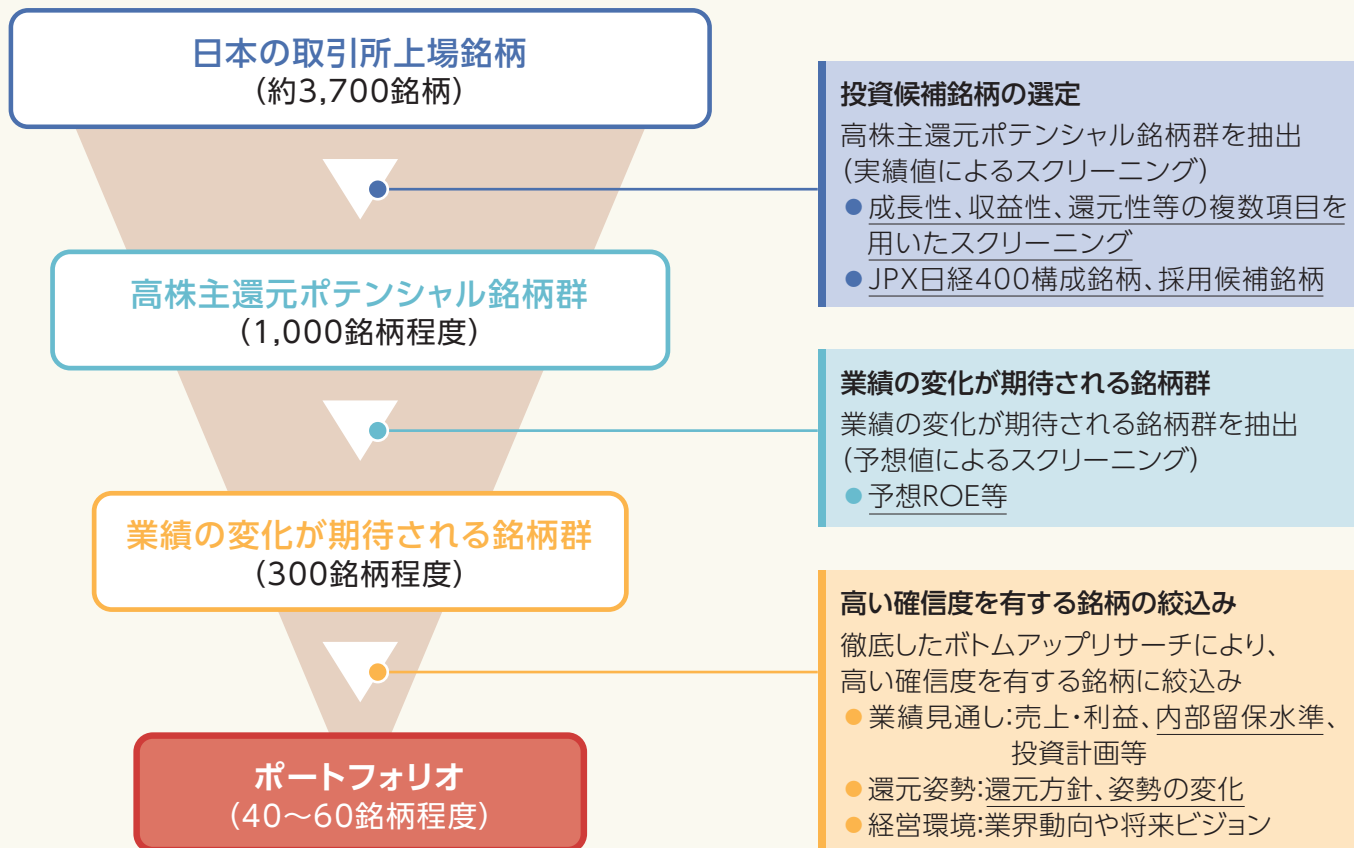 日本の取引所上場銘柄
(約3,700銘柄)
投資候補銘柄の選定
高株主還元ポテンシャル銘柄群を抽出
(実績値によるスクリーニング)
●成長性、収益性、還元性等の複数項目を
用いたスクリーニング
●JPX日経400構成銘柄、採用候補銘柄
高株主還元ポテンシャル銘柄群
(1,000銘柄程度)
業績の変化が期待される銘柄群
業績の変化が期待される銘柄群を抽出
(予想値によるスクリーニング)
●予想ROE等
業績の変化が期待される銘柄群
(300銘柄程度)
高い確信度を有する銘柄の絞込み
徹底したボトムアップリサーチにより、
高い確信度を有する銘柄に絞込み
●業績見通し:売上・利益、内部留保水準、
投資計画等
●還元姿勢:還元方針、姿勢の変化
●経営環境:業界動向や将来ビジョン
ポートフォリオ
(40〜60銘柄程度)